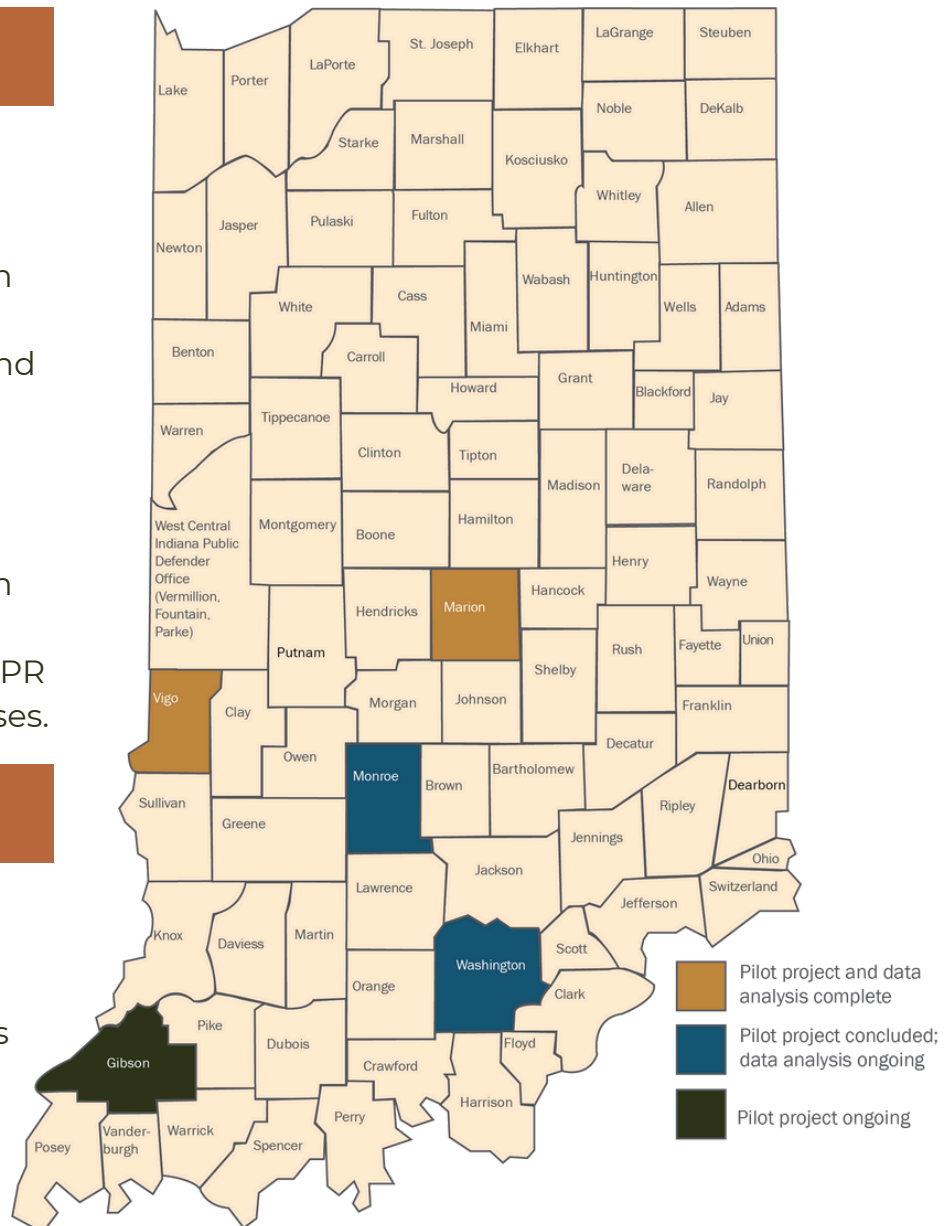 St. Joseph
Elkhart
LaGrange
Steuben
Lake
Porter
LaPorte
Noble
DeKalb
Starke
Marshall
Kosciusko
Whitley
Allen
Newton
Jasper
Pulaski
Fulton
n
nd
White
Cass
Miami
Wabash
Huntington
Wells
Adams
Benton
Carroll
Howard
Grant
Blackford
Jay
Warren
Tippecanoe
Clinton
Tipton
Madison
Dela-
ware
Randolph
West Central
Indiana Public
Defender
Office
(Vermillion,
Fountain,
Parke)
Montgomery
Boone
Hamilton
Henry
Wayne
n
Hendricks
Marion
Hancock
Putnam
Shelby
Rush
Fayette
Union
PR
ses.
Vigo
Clay
Morgan
Johnson
Franklin
Owen
Monroe
Brown
Bartholomew
Decatur
Dearborn
Sullivan
Greene
Jennings
Ripley
Ohio
Lawrence
Jackson
Jefferson
Switzerland
Knox
Daviess
Martin
Washington
Scott
Orange
Clark
s
Gibson
Pike
Dubois
Crawford
Floyd
Harrison
Posey
Vander-
burgh
Warrick
Spencer
Perry
Pilot project and data
analysis complete
Pilot project concluded;
data analysis ongoing
Pilot project ongoing